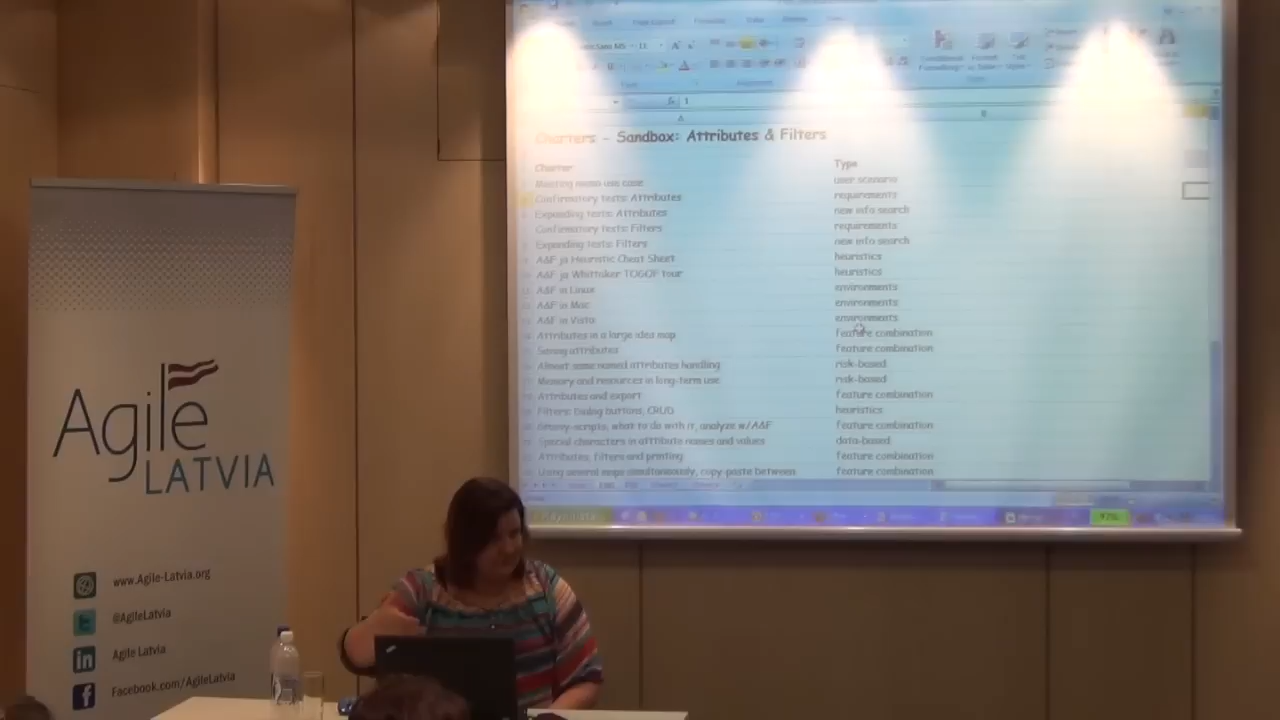 Agile
LATVIA
www.Agile-Latvia.org
@AgileLatvia
Agile Latvia
Facebook.com/AgileLatvia
Charters - Sandbox: Attributes & Filters
Charter Type
Meeting memo use case user scenario
Confirmatory tests: Attributes requirements
Expanding tests: Attributes new info search
Confirmatory tests: Filters requirements
Expanding tests: Filters new info search
A&F ja Heuristic Cheat Sheet heuristics
A&F ja Whittaker TOGOF tour heuristics
A&F in Linux environments
A&F in Mac environments
A&F in Vista environments
Attributes in a large idea map feature combination
Saving attributes feature combination
Almost same named attributes handling risk-based
Memory and resources in long-term use risk-based
Attributes and export feature combination
Filters: Dialog buttons, CRUD heuristics
Groovy-scripts, what to do with it, analyze w/A&F feature combination
Special characters in attribute names and values data-based
Attributes, filters and printing feature combination
Using several maps simultaneously, copy-paste between feature combination